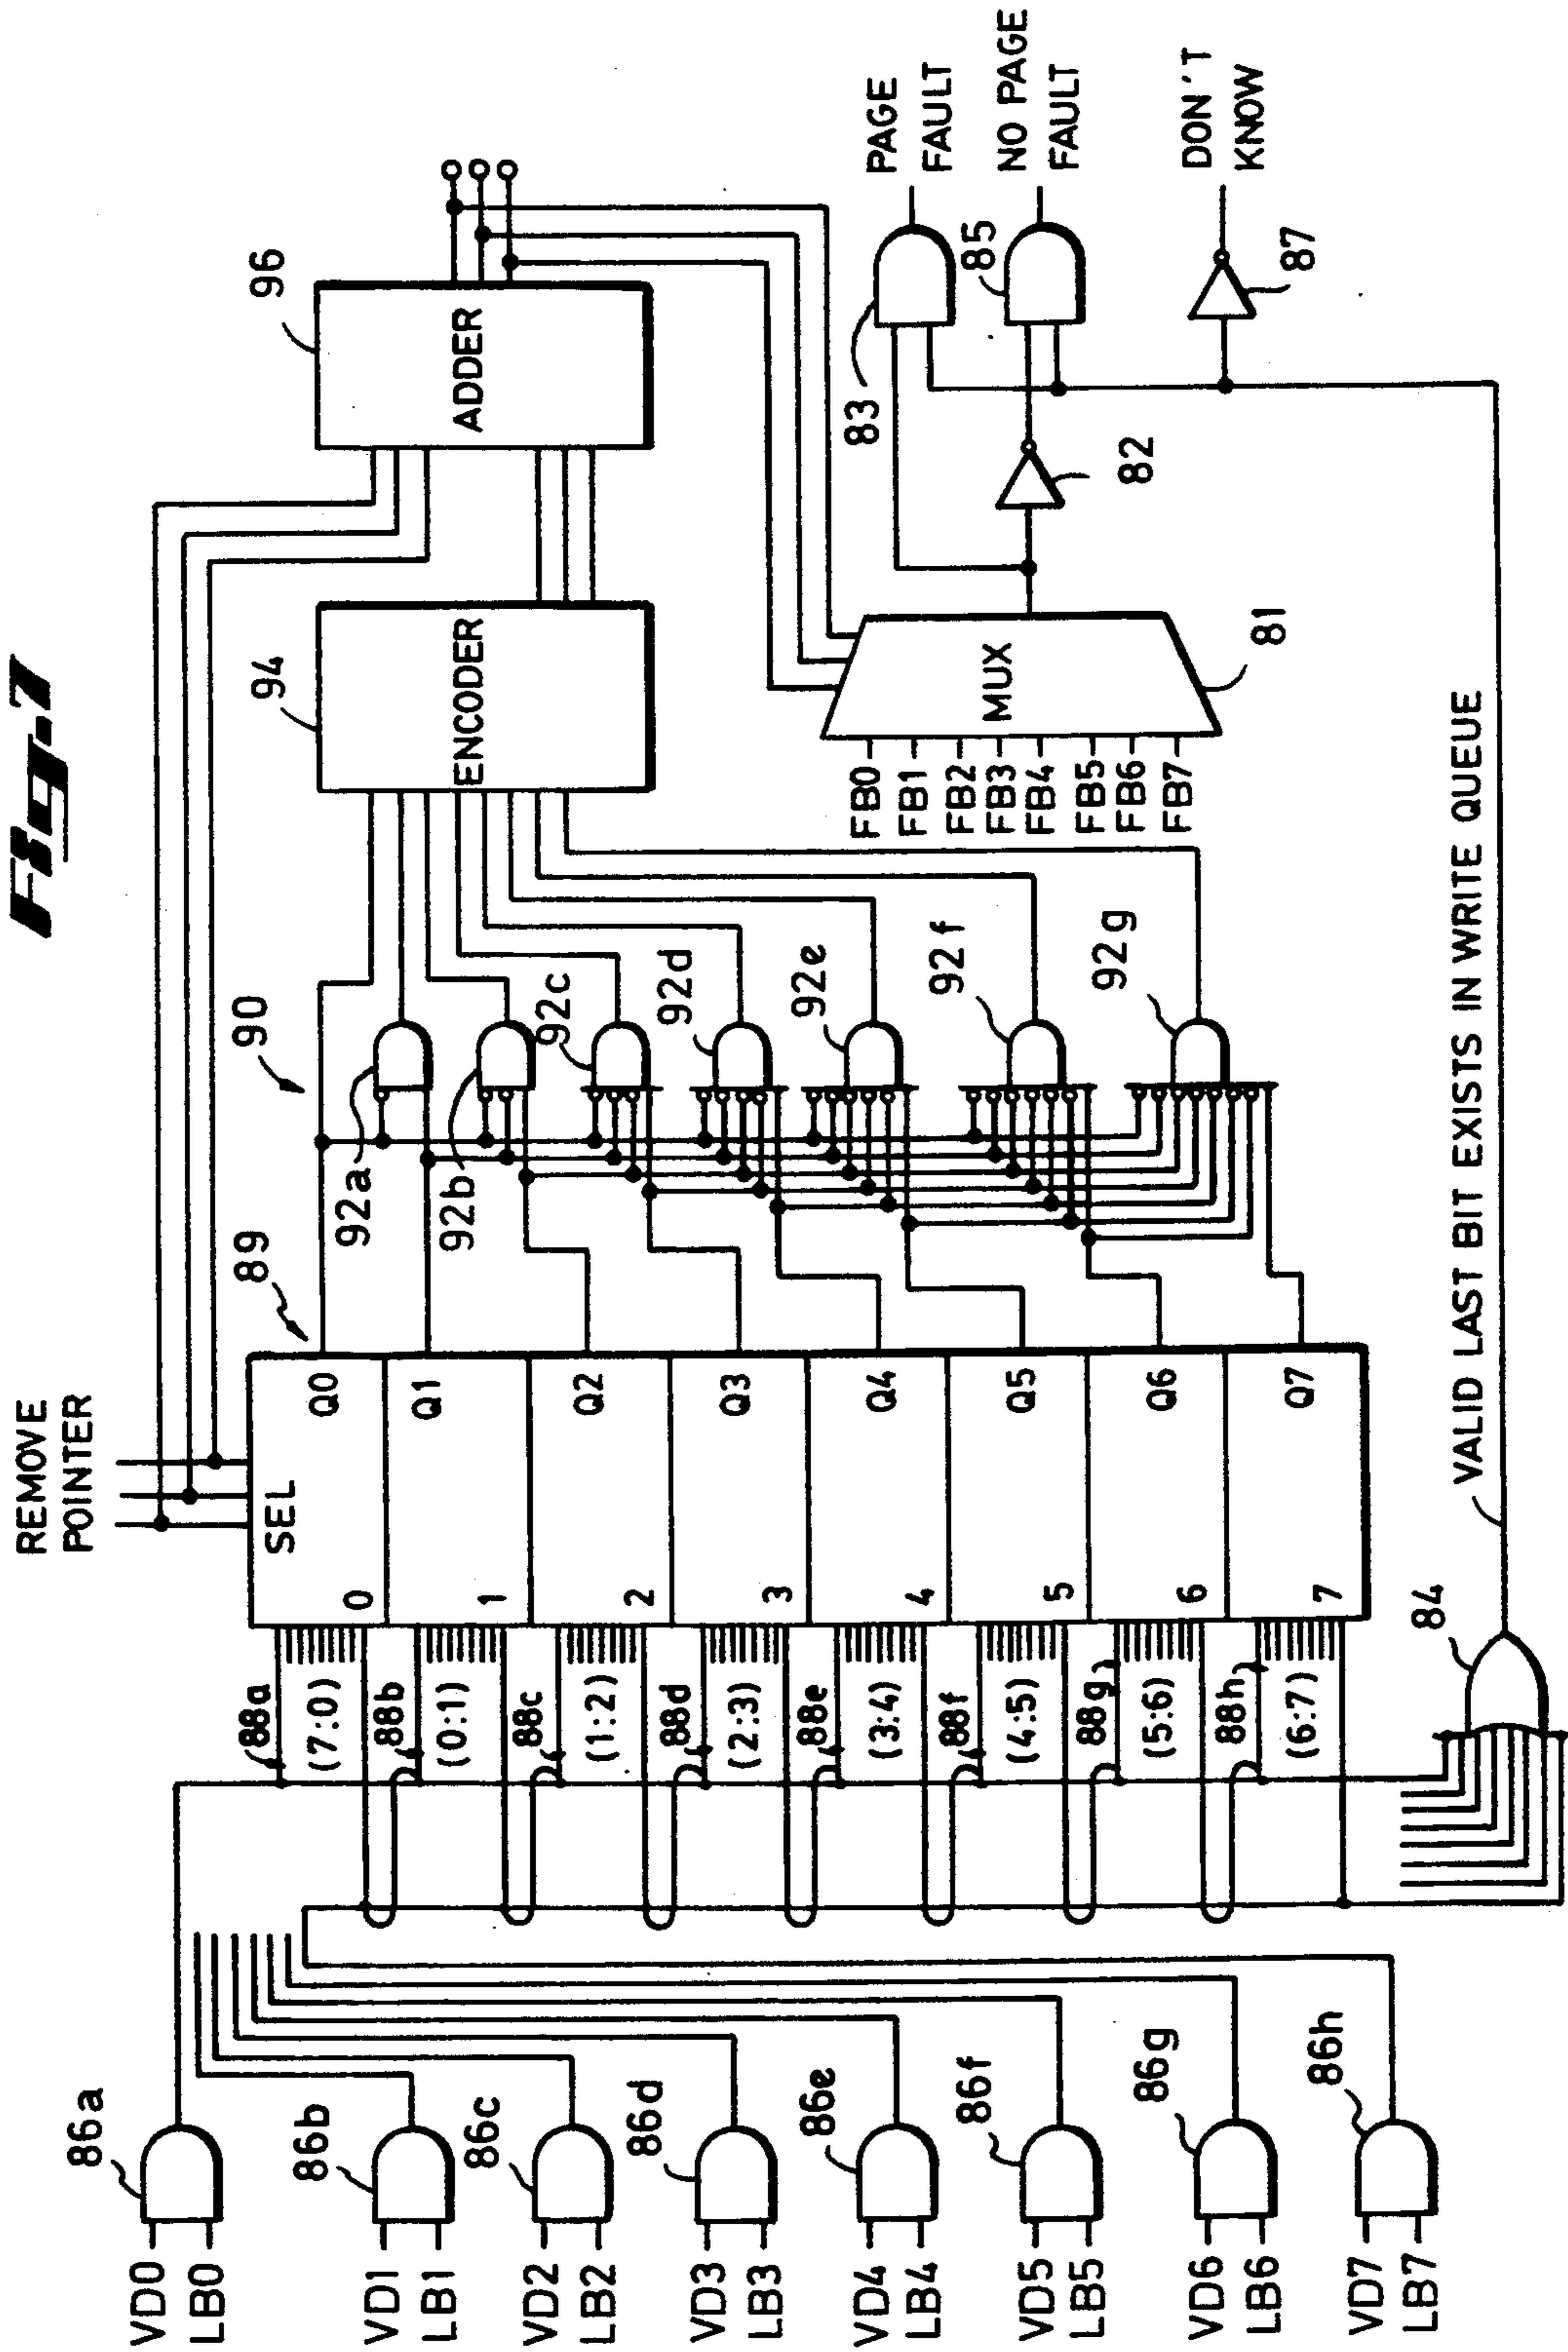 Fig-7
REMOVE
POINTER
VD0
LB0
86a
VD1
LB1
86b
VD2
LB2
86c
VD3
LB3
86d
VD4
LB4
86e
VD5
LB5
86f
VD6
LB6
86g
VD7
LB7
86h
88a
(7:0)
88b
(0:1)
88c
(1:2)
88d
(2:3)
88e
(3:4)
88f
(4:5)
88g
(5:6)
88h
(6:7)
84
SEL
0
1
2
3
4
5
6
7
Q0
Q1
Q2
Q3
Q4
Q5
Q6
Q7
89
90
92a
92b
92c
92d
92e
92f
92g
94
ENCODER
96
ADDER
FB0
FB1
FB2
FB3
FB4
FB5
FB6
FB7
MUX
81
82
83
85
87
PAGE
FAULT
NO PAGE
FAULT
DON'T
KNOW
VALID LAST BIT EXISTS IN WRITE QUEUE